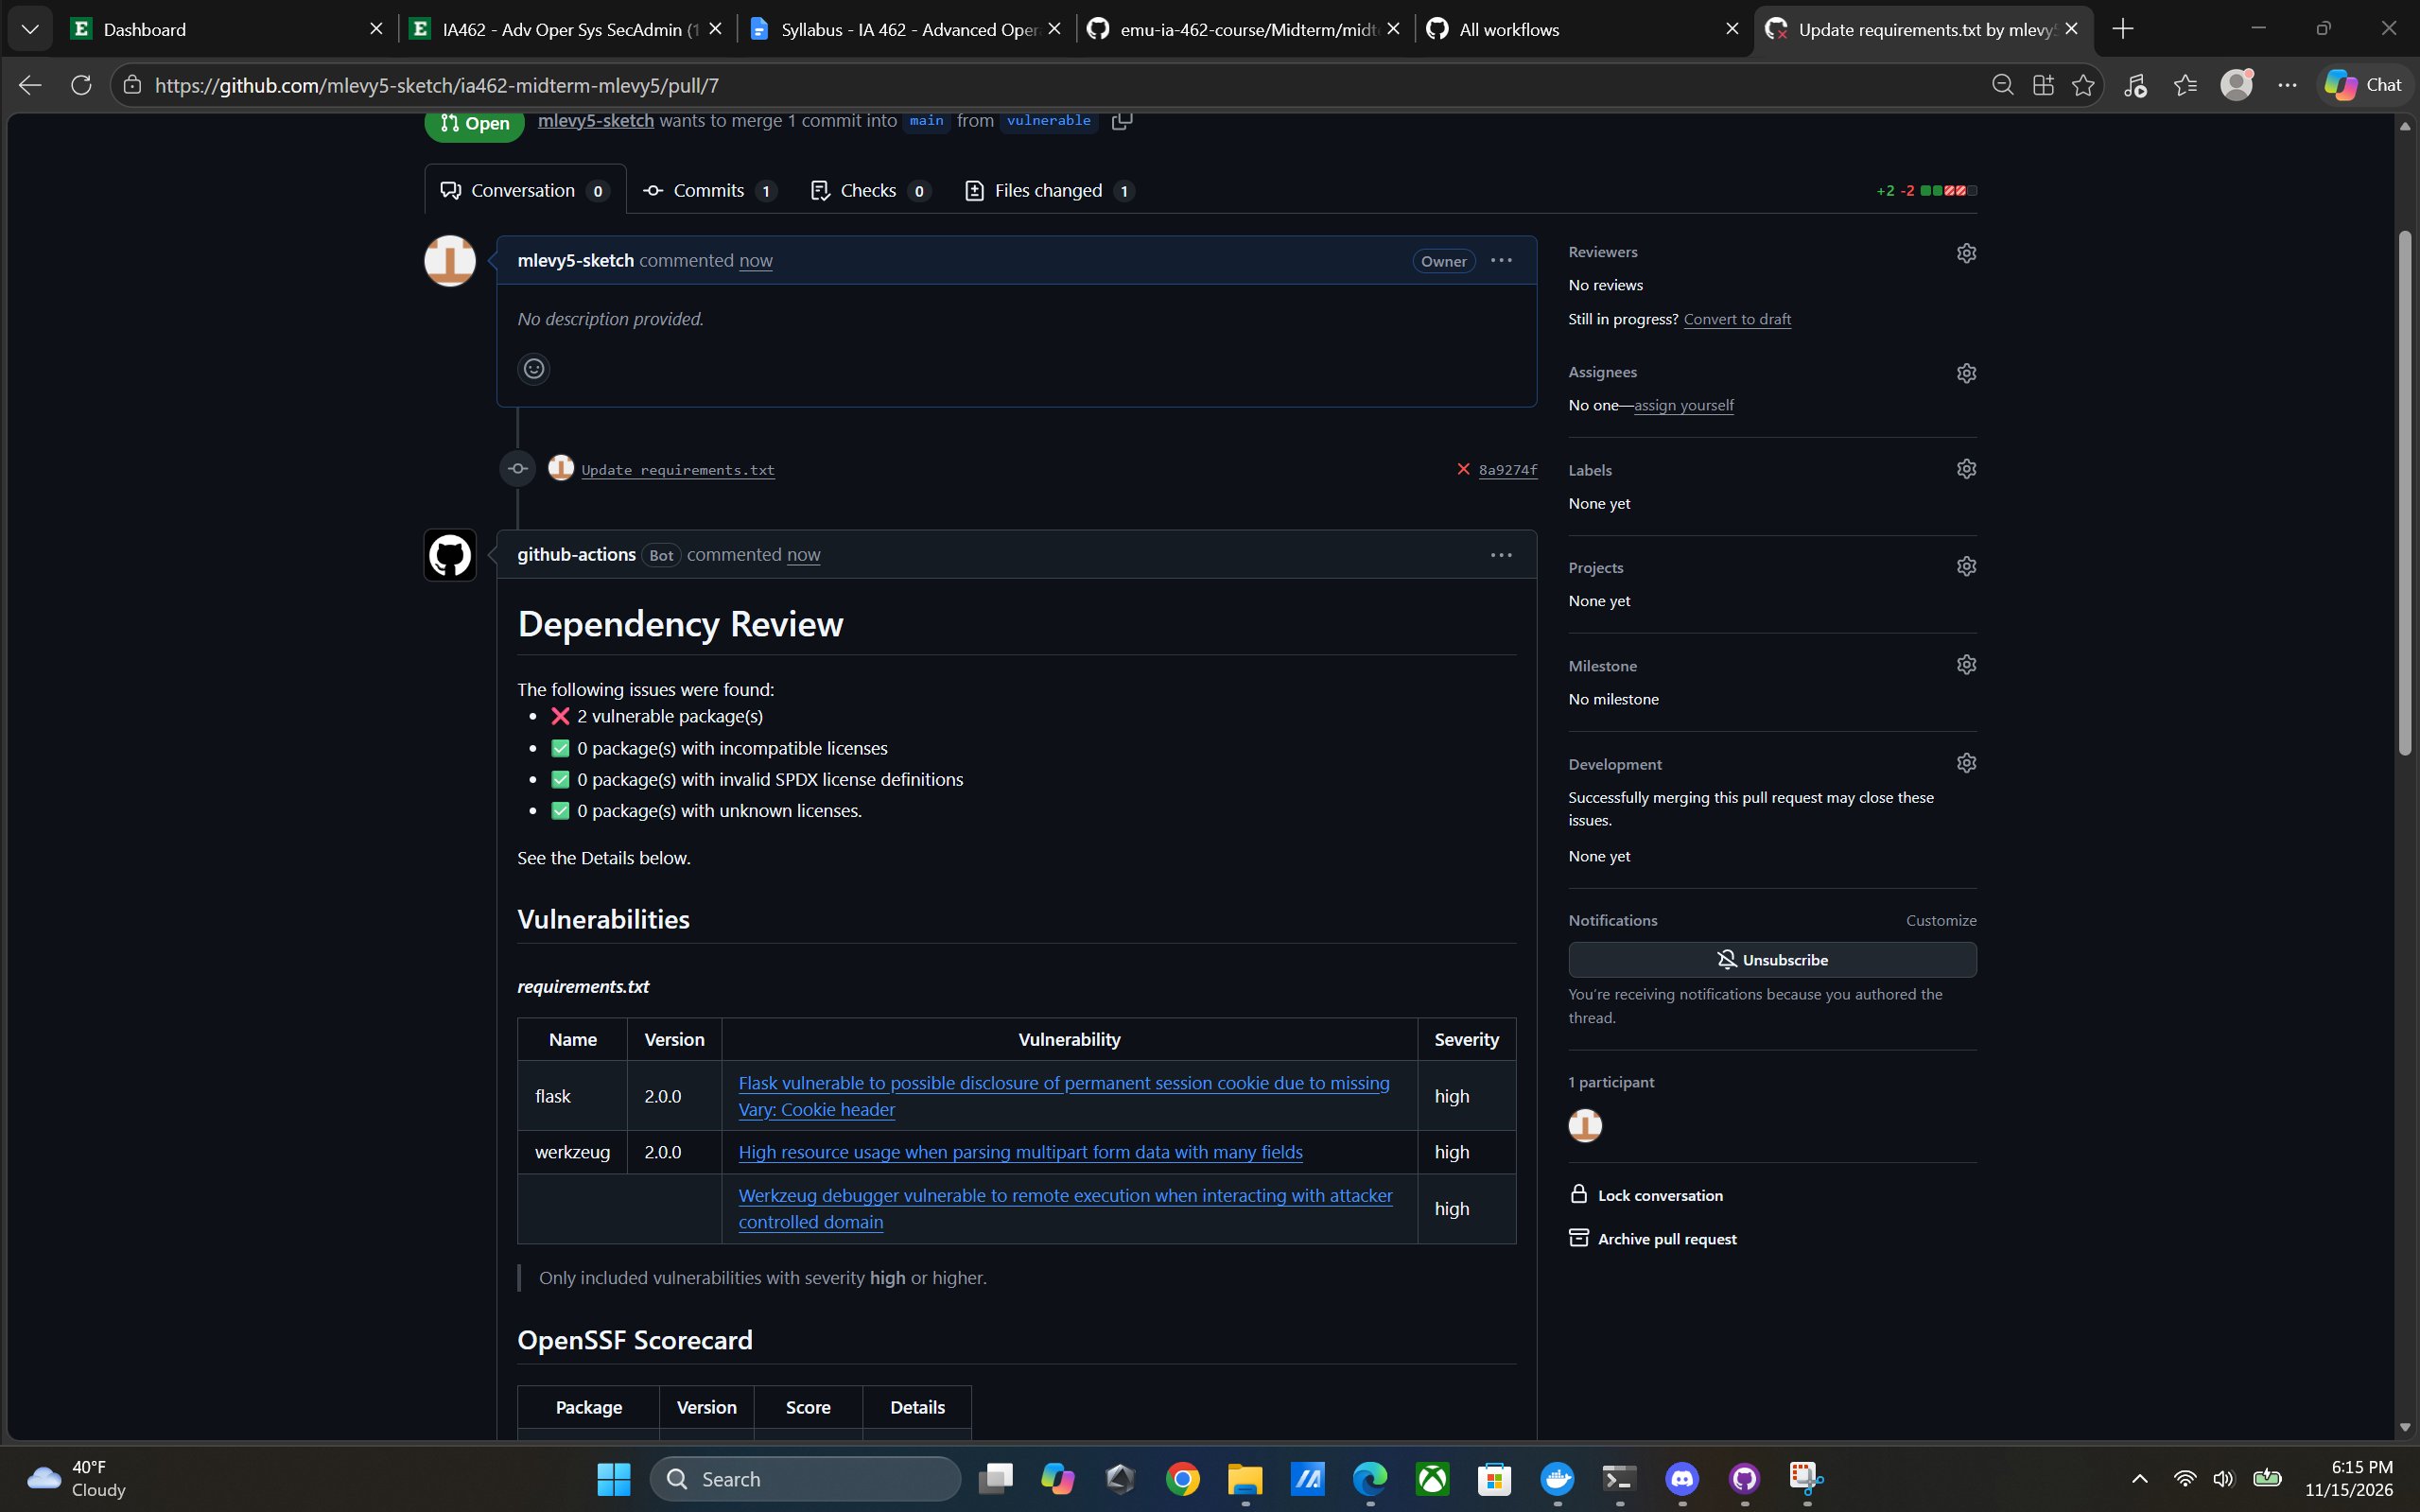 Dashboard
IA462 - Adv Oper Sys SecAdmin (1
Syllabus - IA 462 - Advanced Oper
emu-ia-462-course/Midterm/midt
All workflows
Update requirements.txt by mlevy5
https://github.com/mlevy5-sketch/ia462-midterm-mlevy5/pull/7
Chat
Open
mlevy5-sketch wants to merge 1 commit into main from vulnerable
Conversation 0
Commits 1
Checks 0
Files changed 1
+2 -2
mlevy5-sketch commented now
Owner
No description provided.
Update requirements.txt
8a9274f
github-actions Bot commented now
Dependency Review
The following issues were found:
• ❌ 2 vulnerable package(s)
• ✅ 0 package(s) with incompatible licenses
• ✅ 0 package(s) with invalid SPDX license definitions
• ✅ 0 package(s) with unknown licenses.
See the Details below.
Vulnerabilities
requirements.txt
Name Version Vulnerability Severity
flask 2.0.0 Flask vulnerable to possible disclosure of permanent session cookie due to missing
Vary: Cookie header high
werkzeug 2.0.0 High resource usage when parsing multipart form data with many fields high
Werkzeug debugger vulnerable to remote execution when interacting with attacker
controlled domain high
Only included vulnerabilities with severity high or higher.
OpenSSF Scorecard
Package Version Score Details
Reviewers
No reviews
Still in progress? Convert to draft
Assignees
No one—assign yourself
Labels
None yet
Projects
None yet
Milestone
No milestone
Development
Successfully merging this pull request may close these
issues.
None yet
Notifications Customize
Unsubscribe
You're receiving notifications because you authored the
thread.
1 participant
Lock conversation
Archive pull request
40°F
Cloudy
Search
6:15 PM
11/15/2026